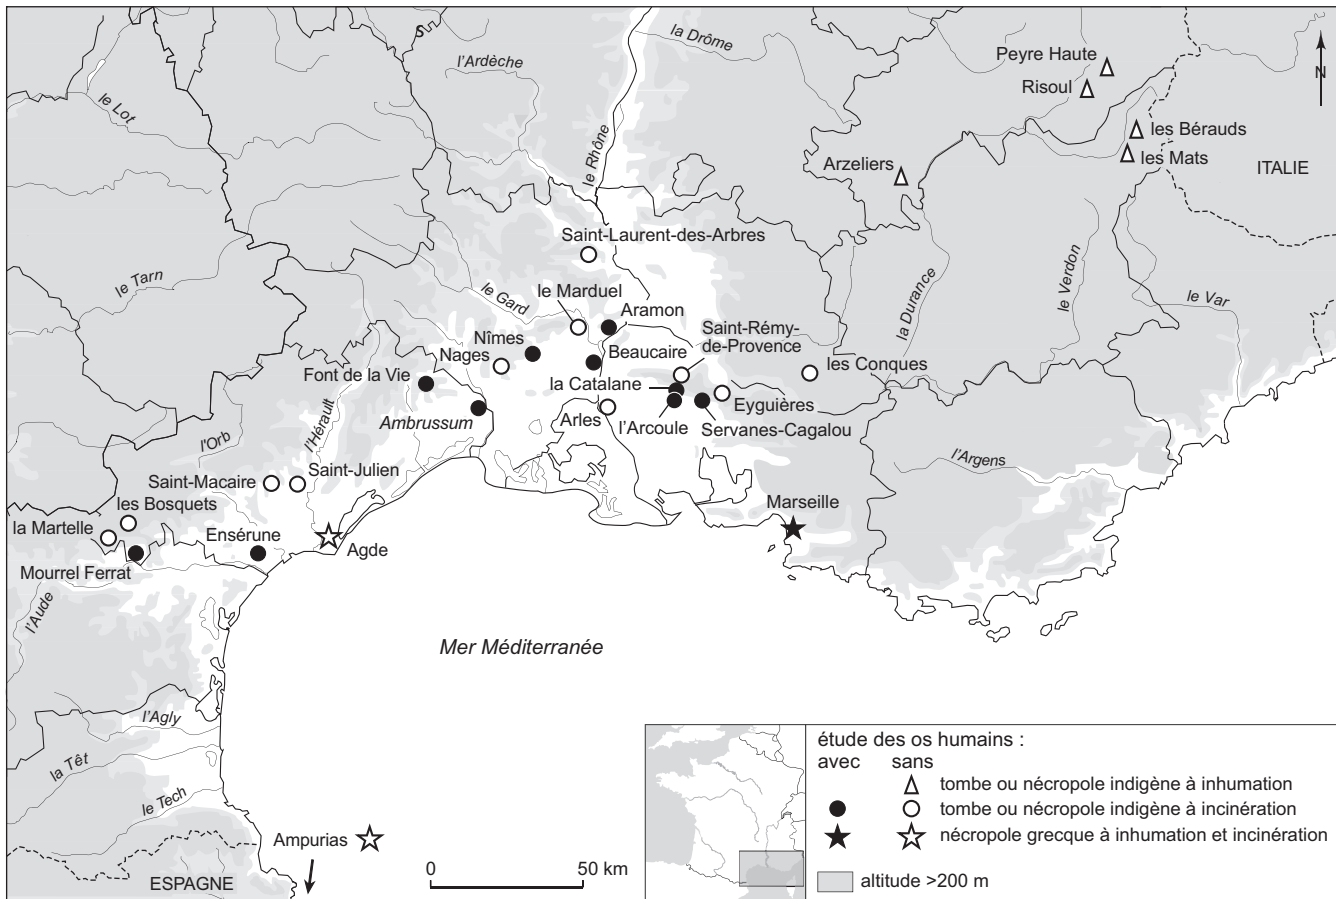 la Drôme
Peyre Haute
N
l'Ardèche
Risoul
le Lot
les Bérauds
le Rhône
les Mats
Arzeliers
ITALIE
Saint-Laurent-des-Arbres
le Tarn
le Gard
le Marduel
la Durance
le Verdon
le Var
Aramon
Nîmes
Saint-Rémy-
de-Provence
Nages
Beaucaire
les Conques
Font de la Vie
la Catalane
Ambrussum
Arles
l'Arcoule
Eyguières
Servanes-Cagalou
l'Orb
l'Hérault
l'Argens
Saint-Macaire
Saint-Julien
les Bosquets
Marseille
la Martelle
Ensérune
Agde
Mourrel Ferrat
l'Aude
Mer Méditerranée
l'Agly
la Têt
le Tech
Ampurias
ESPAGNE
0
50 km
étude des os humains :
avec
sans
tombe ou nécropole indigène à inhumation
tombe ou nécropole indigène à incinération
nécropole grecque à inhumation et incinération
altitude >200 m